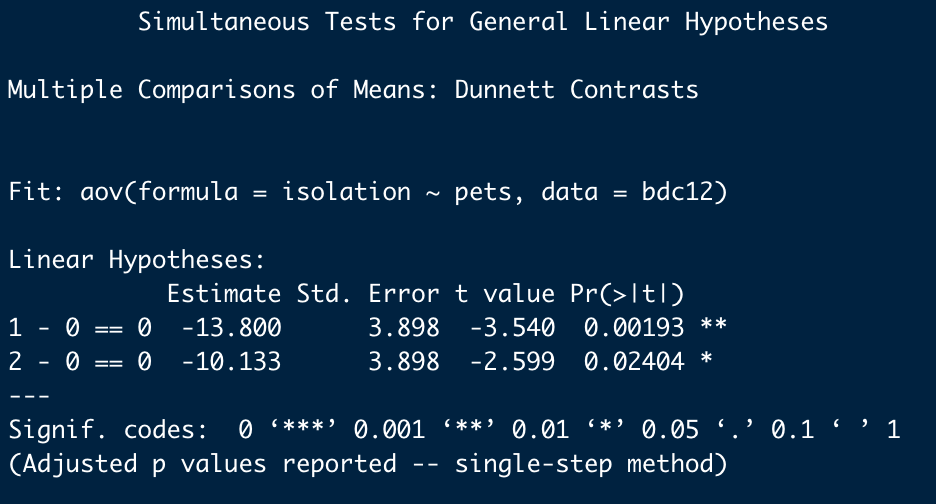 Simultaneous Tests for General Linear Hypotheses
Multiple Comparisons of Means: Dunnett Contrasts
Fit: aov(formula = isolation ~ pets, data = bdc12)
Linear Hypotheses:
Estimate Std. Error t value Pr(>|t|)
1 - 0 == 0  -13.800      3.898  -3.540  0.00193 **
2 - 0 == 0  -10.133      3.898  -2.599  0.02404 *
---
Signif. codes:  0 ‘***’ 0.001 ‘**’ 0.01 ‘*’ 0.05 ‘.’ 0.1 ‘ ’ 1
(Adjusted p values reported -- single-step method)